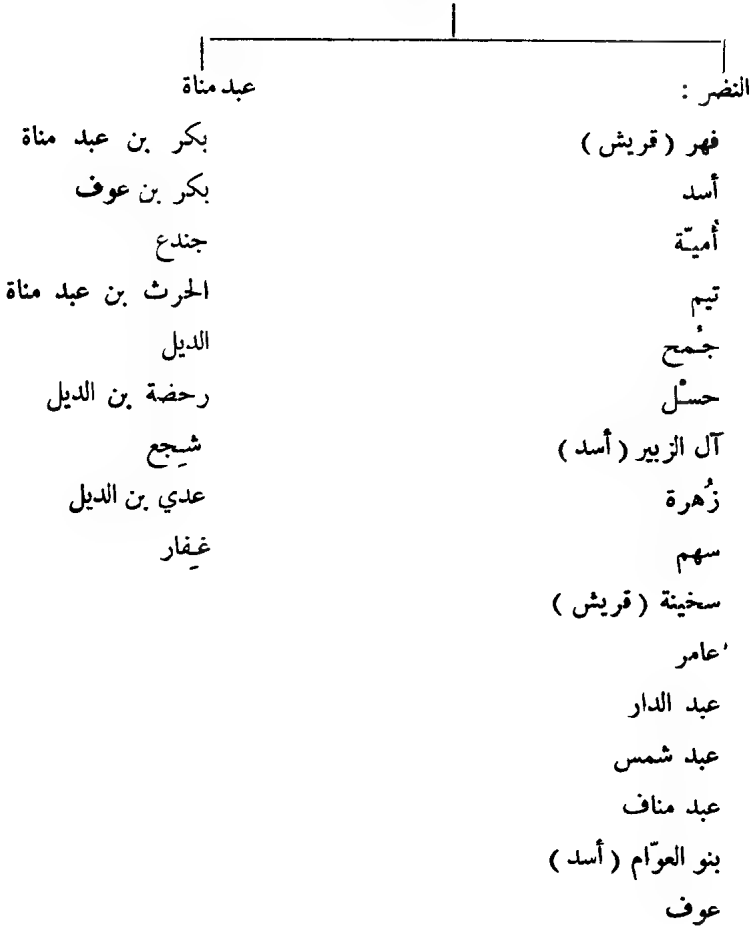 النضر :
فهر ( قريش )
أسد
أميّة
تيم
جُمح
حسْل
آل الزبير ( أسد )
زُهرة
سهم
سخينة ( قريش )
عامر
عبد الدار
عبد شمس
عبد مناف
بنو العوّام ( أسد )
عوف
عبد مناة
بكر بن عبد مناة
بكر بن عوف
جندع
الحرث بن عبد مناة
الديل
رحضة بن الديل
شِجع
عدي بن الديل
غِفار